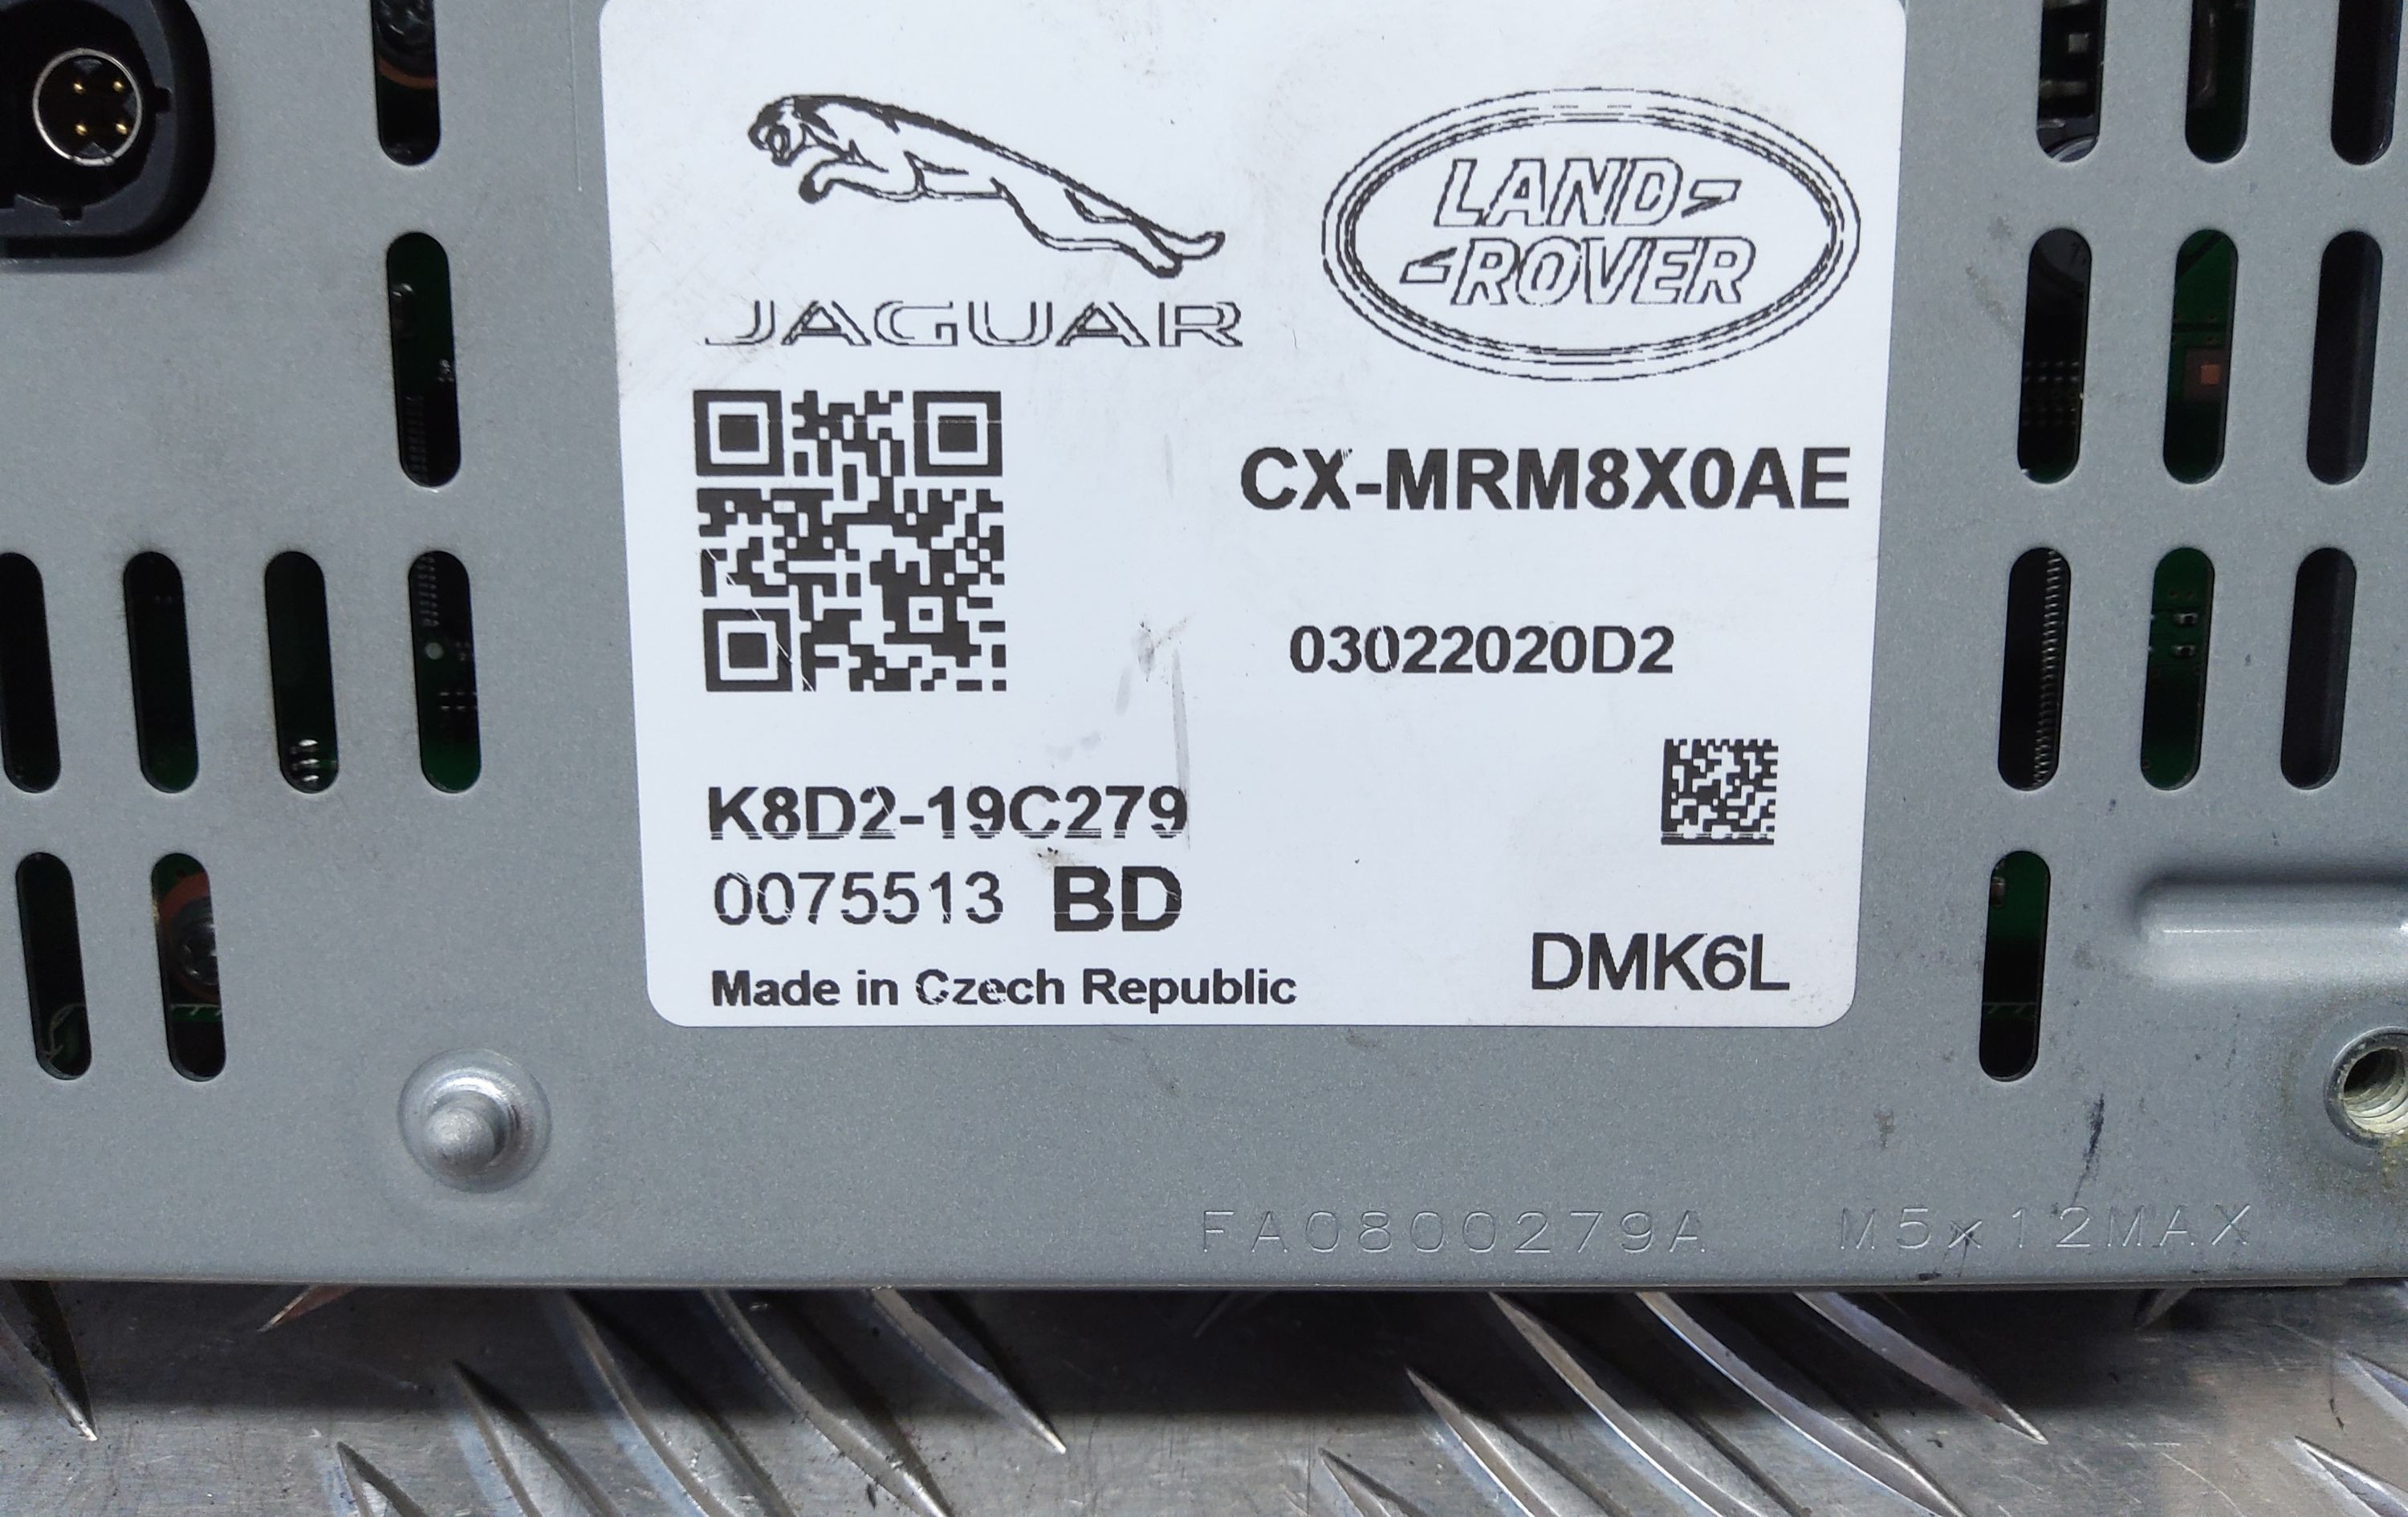 LAND
ROVER
JAGUAR
CX-MRM8X0AE
03022020D2
K8D2-19C279
0075513 BD
DMK6L
Made in Czech Republic
FA0800279A M5x12MAX